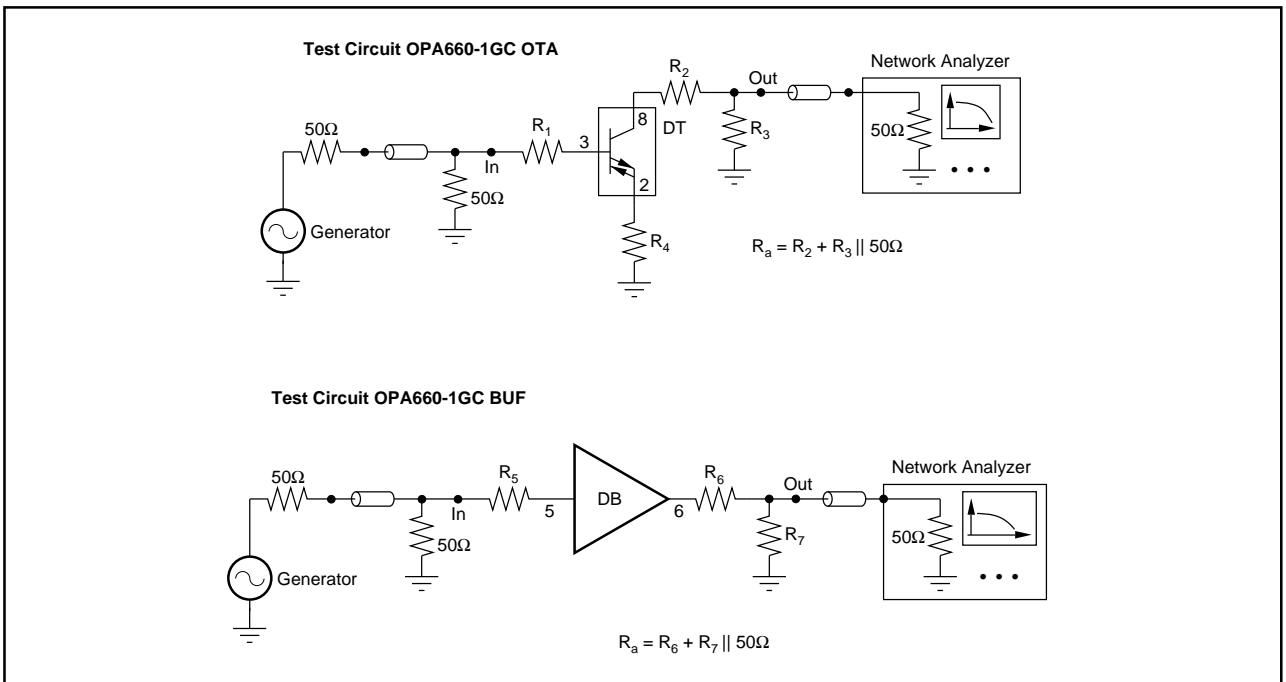 Test Circuit OPA660-1GC OTA
50Ω
50Ω
In
Generator
R1
3
8
DT
2
R4
R2
Out
R3
Network Analyzer
50Ω
Ra = R2 + R3 || 50Ω
Test Circuit OPA660-1GC BUF
50Ω
50Ω
In
Generator
R5
5
DB
6
R6
Out
R7
Network Analyzer
50Ω
Ra = R6 + R7 || 50Ω